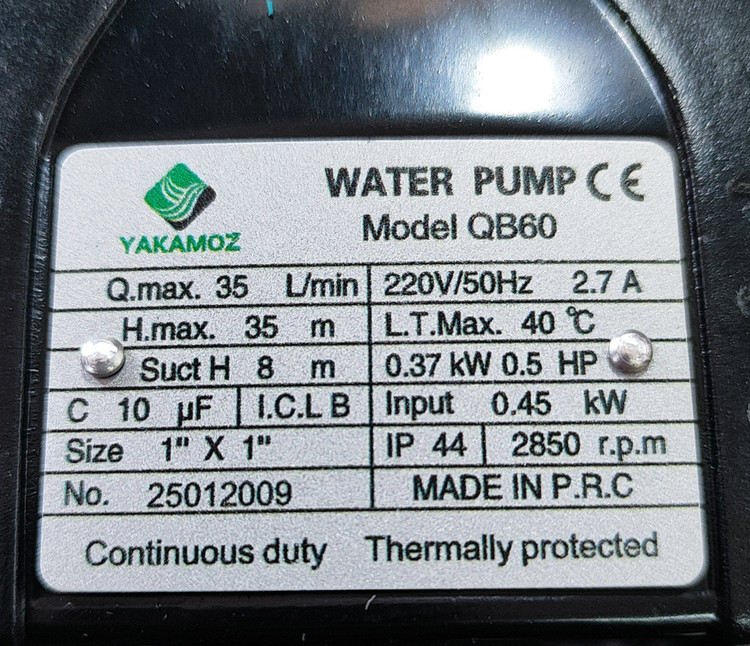 YAKAMOZ
WATER PUMP CE
Model QB60
Q.max. 35 L/min 220V/50Hz 2.7 A
H.max. 35 m L.T.Max. 40 ℃
Suct H 8 m 0.37 kW 0.5 HP
C 10 µF I.C.L B Input 0.45 kW
Size 1" X 1" IP 44 2850 r.p.m
No. 25012009 MADE IN P.R.C
Continuous duty Thermally protected